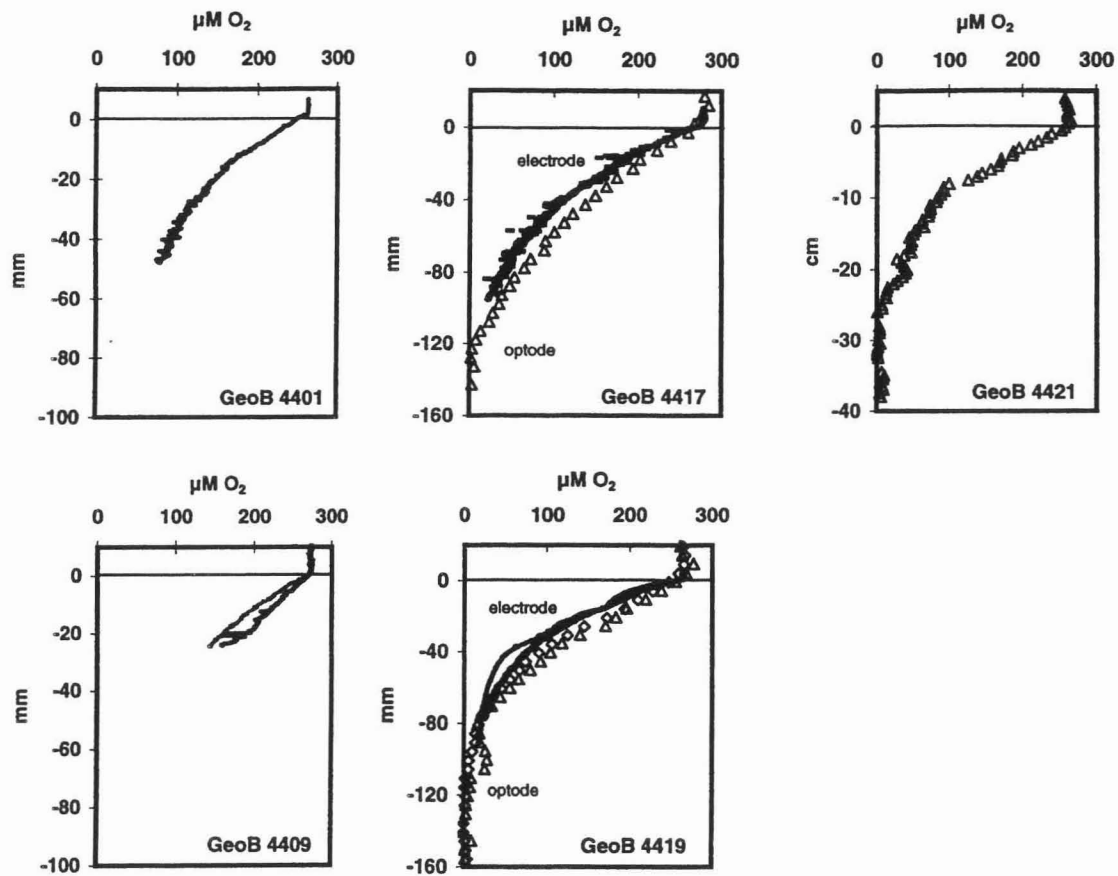 µM O₂
0 100 200 300
0
-20
-40
-60
-80
-100
mm
GeoB 4401
µM O₂
0 100 200 300
0
-40
-80
-120
-160
mm
electrode
optode
GeoB 4417
µM O₂
0 100 200 300
0
-10
-20
-30
-40
cm
GeoB 4421
µM O₂
0 100 200 300
0
-20
-40
-60
-80
-100
mm
GeoB 4409
µM O₂
0 100 200 300
0
-40
-80
-120
-160
mm
electrode
optode
GeoB 4419